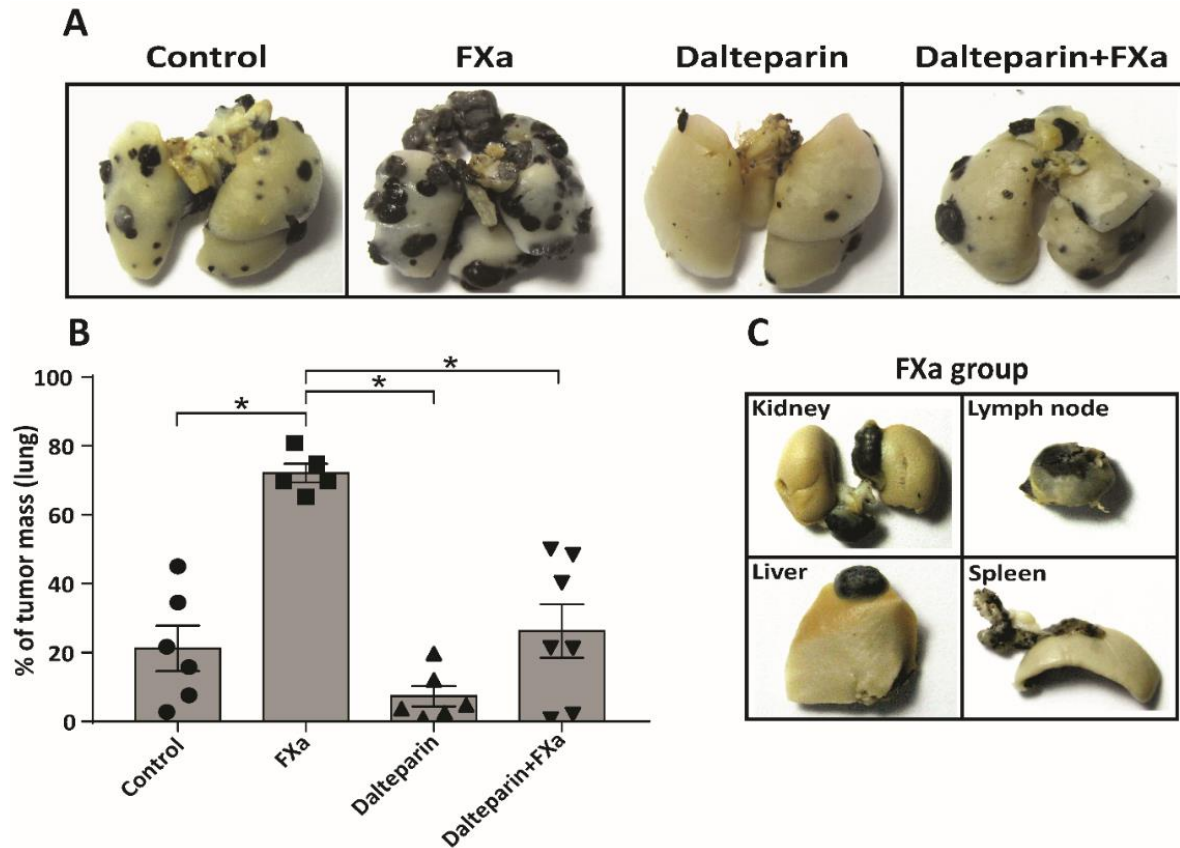 A
Control FXa Dalteparin Dalteparin+FXa
B
% of tumor mass (lung)
100
80
60
40
20
0
* * *
Control FXa Dalteparin Dalteparin+FXa
C
FXa group
Kidney Lymph node
Liver Spleen